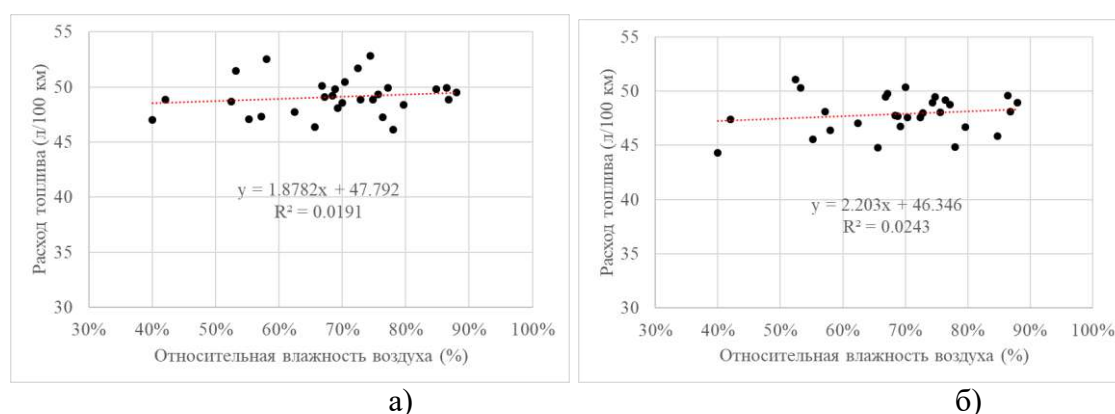 55
50
45
40
35
30
Расход топлива (л/100 км)
y = 1.8782x + 47.792
R² = 0.0191
30% 40% 50% 60% 70% 80% 90% 100%
Относительная влажность воздуха (%)
а)
55
50
45
40
35
30
Расход топлива (л/100 км)
y = 2.203x + 46.346
R² = 0.0243
30% 40% 50% 60% 70% 80% 90% 100%
Относительная влажность воздуха (%)
б)